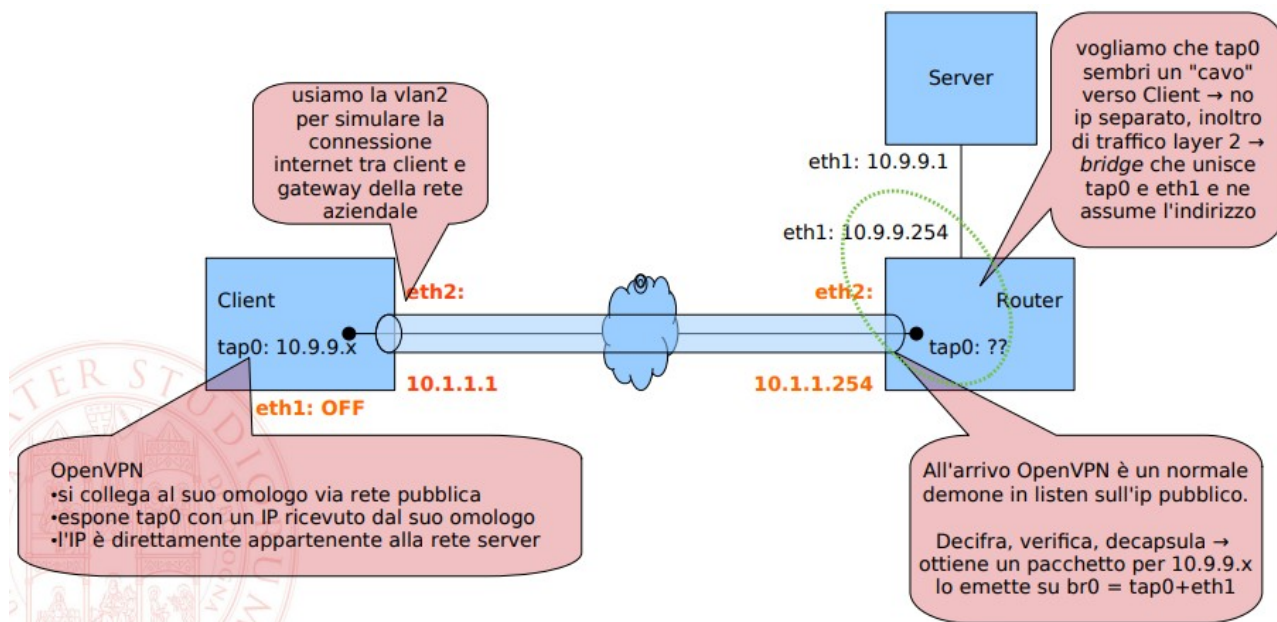 usiamo la vlan2
per simulare la
connessione
internet tra client e
gateway della rete
aziendale
Server
vogliamo che tap0
sembri un "cavo"
verso Client → no
ip separato, inoltro
di traffico layer 2 →
bridge che unisce
tap0 e eth1 e ne
assume l'indirizzo
eth1: 10.9.9.1
eth1: 10.9.9.254
Client
eth2:
eth2:
Router
tap0: 10.9.9.x
tap0: ??
10.1.1.1
10.1.1.254
eth1: OFF
OpenVPN
•si collega al suo omologo via rete pubblica
•espone tap0 con un IP ricevuto dal suo omologo
•l'IP è direttamente appartenente alla rete server
All'arrivo OpenVPN è un normale
demone in listen sull'ip pubblico.
Decifra, verifica, decapsula →
ottiene un pacchetto per 10.9.9.x
lo emette su br0 = tap0+eth1